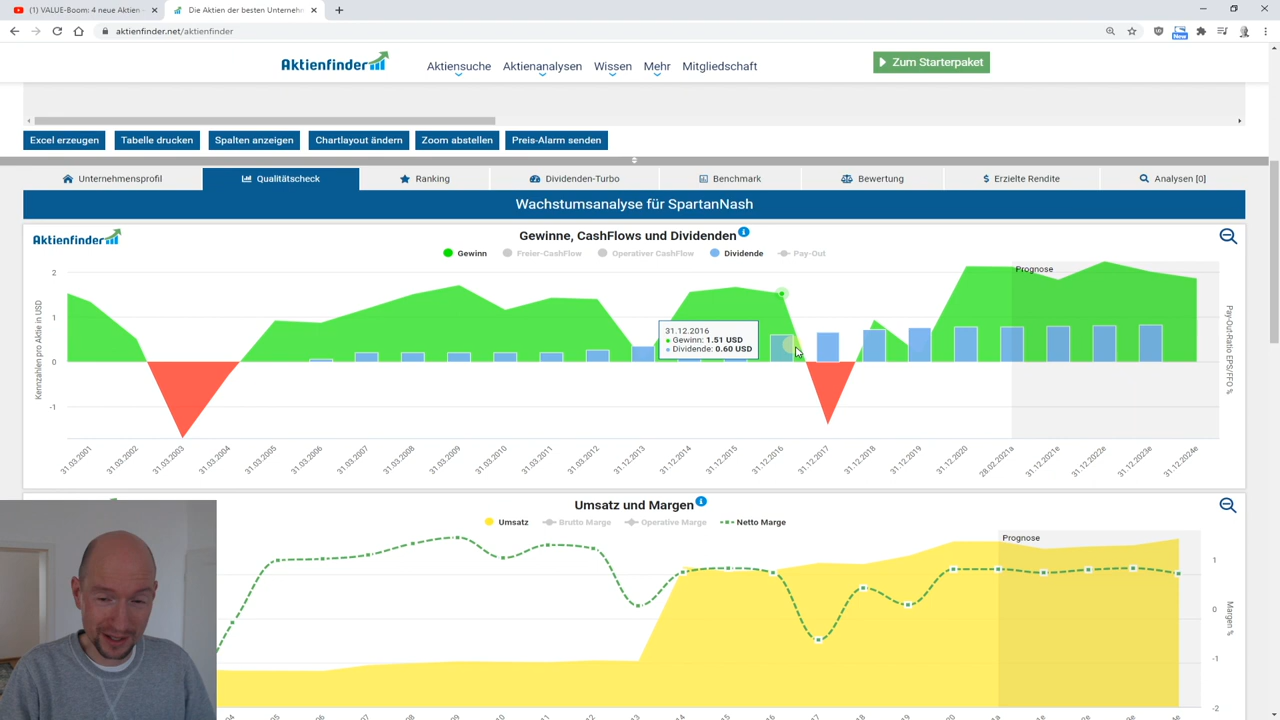 (1) VALUE-Boom: 4 neue Aktien
Die Aktien der besten Unternehm
aktienfinder.net/aktienfinder
New
Aktienfinder
Aktiensuche
Aktienanalysen
Wissen
Mehr
Mitgliedschaft
Zum Starterpaket
Excel erzeugen
Tabelle drucken
Spalten anzeigen
Chartlayout ändern
Zoom abstellen
Preis-Alarm senden
Unternehmensprofil
Qualitätscheck
Ranking
Dividenden-Turbo
Benchmark
Bewertung
$ Erzielte Rendite
Analysen [0]
Wachstumsanalyse für SpartanNash
Aktienfinder
Gewinne, CashFlows und Dividenden
Gewinn
Freier-CashFlow
Operativer CashFlow
Dividende
Pay-Out
Kennzahlen pro Aktie in USD
2
1
0
-1
Prognose
31.12.2016
Gewinn: 1.51 USD
Dividende: 0.60 USD
Pay-Out-Ratio EPS/FFO %
31.03.2001
31.03.2002
31.03.2003
31.03.2004
31.03.2005
31.03.2006
31.03.2007
31.03.2008
31.03.2009
31.03.2010
31.03.2011
31.03.2012
31.12.2013
31.12.2014
31.12.2015
31.12.2016
31.12.2017
31.12.2018
31.12.2019
31.12.2020
28.02.2021a
31.12.2021e
31.12.2022e
31.12.2023e
31.12.2024e
Umsatz und Margen
Umsatz
Brutto Marge
Operative Marge
Netto Marge
Prognose
1
0
-1
-2
Margen %